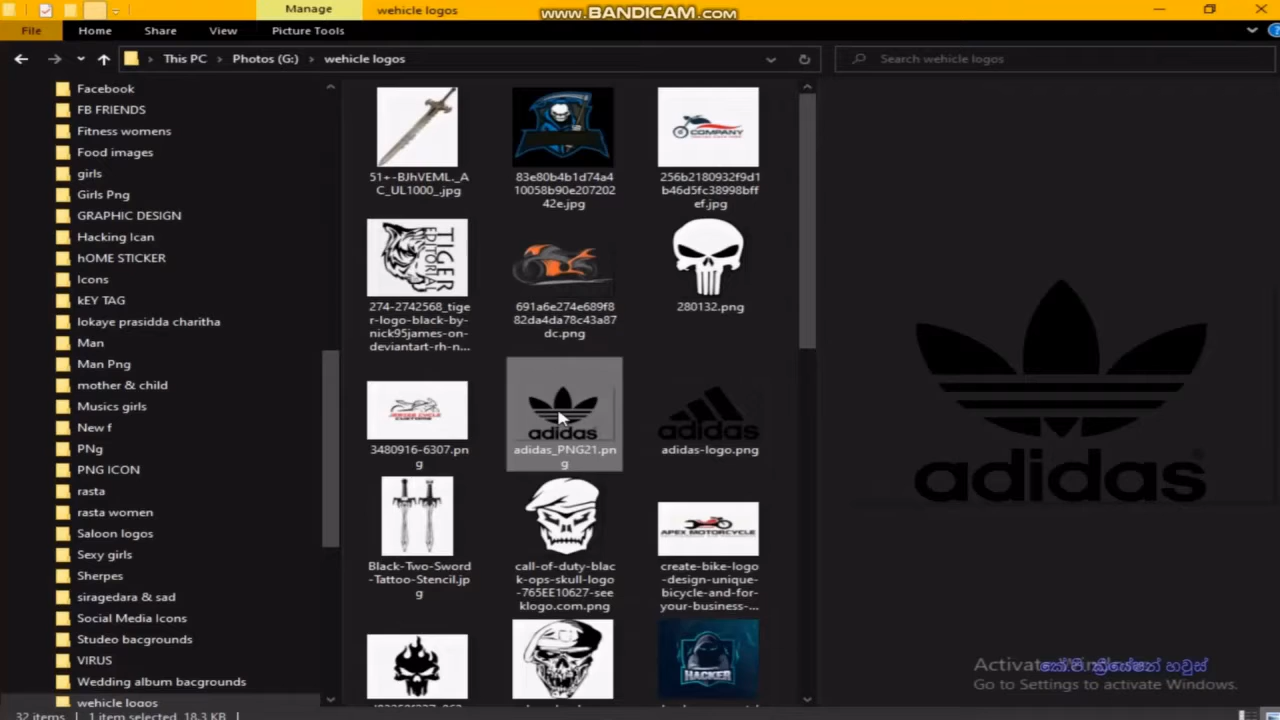 Manage
wehicle logos
www.BANDICAM.com
File
Home
Share
View
Picture Tools
This PC
Photos (G:)
wehicle logos
Search wehicle logos
Facebook
FB FRIENDS
Fitness womens
Food images
girls
Girls Png
GRAPHIC DESIGN
Hacking Ican
hOME STICKER
Icons
kEY TAG
lokaye prasidda charitha
Man
Man Png
mother & child
Musics girls
New f
PNg
PNG ICON
rasta
rasta women
Saloon logos
Sexy girls
Sherpes
siragedara & sad
Social Media Icons
Studeo bacgrounds
VIRUS
Wedding album bacgrounds
wehicle logos
51+-BJhVEML._A
C_UL1000_.jpg
83e80b4b1d74a4
10058b90e207202
42e.jpg
COMPANY
256b2180932f9d1
b46d5fc38998bff
ef.jpg
TIGER
EDITORIAL
274-2742568_tige
r-logo-black-by-
nick95james-on-
deviantart-rh-n...
691a6e274e689f8
82da4da78c43a87
dc.png
280132.png
3480916-6307.pn
g
adidas
adidas_PNG21.pn
g
adidas
adidas-logo.png
Black-Two-Sword
-Tattoo-Stencil.jp
g
call-of-duty-blac
k-ops-skull-logo
-765EE10627-see
klogo.com.png
APEX MOTORCYCLE
create-bike-logo
-design-unique-
bicycle-and-for-
your-business-...
HACKER
adidas
Activate Windows
Go to Settings to activate Windows.
32 items
1 item selected 18.3 KB